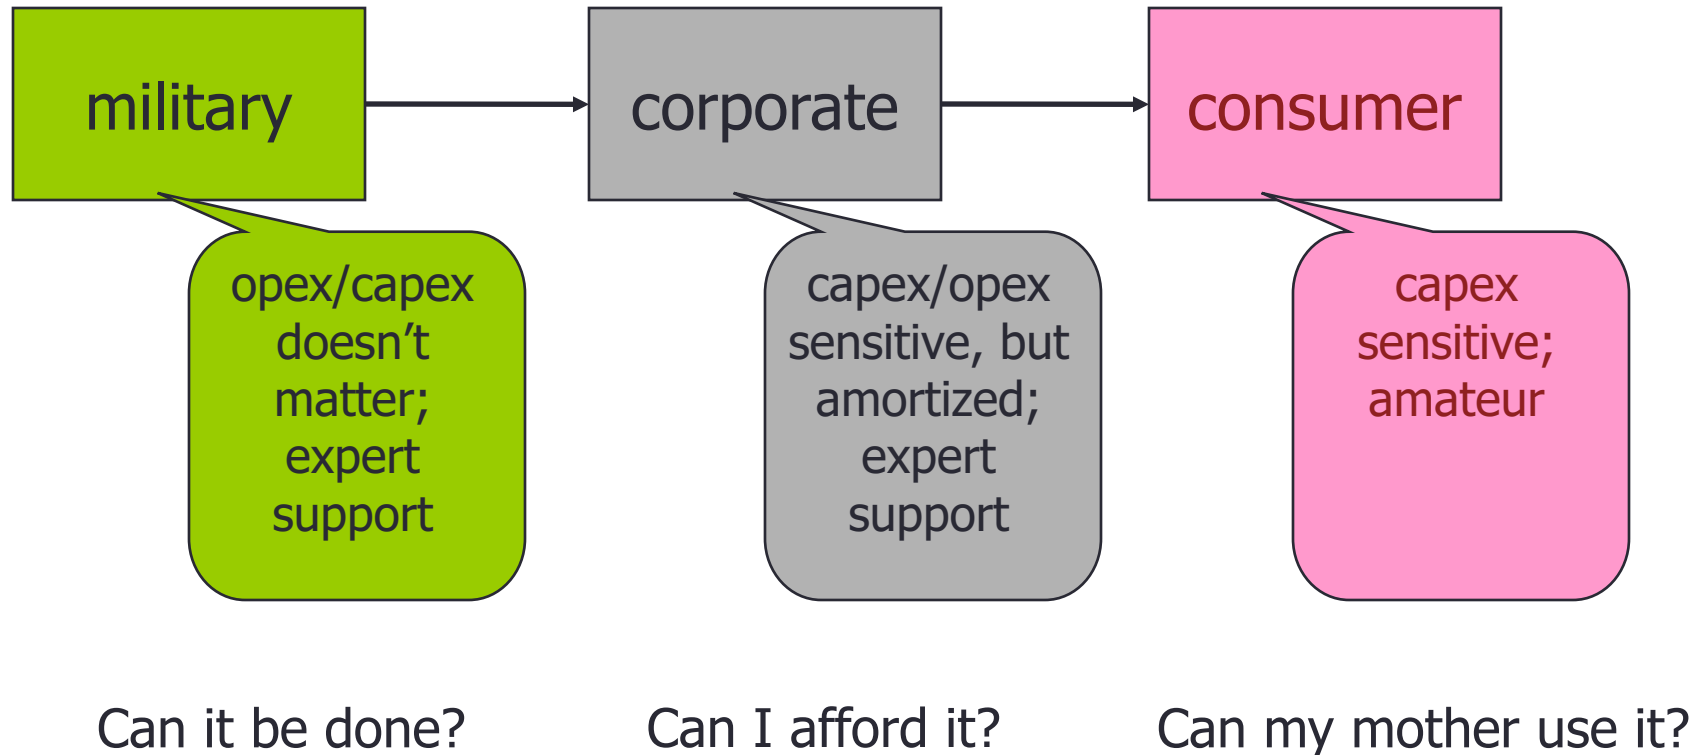 military
corporate
consumer
opex/capex
doesn’t
matter;
expert
support
capex/opex
sensitive, but
amortized;
expert
support
capex
sensitive;
amateur
Can it be done?
Can I afford it?
Can my mother use it?